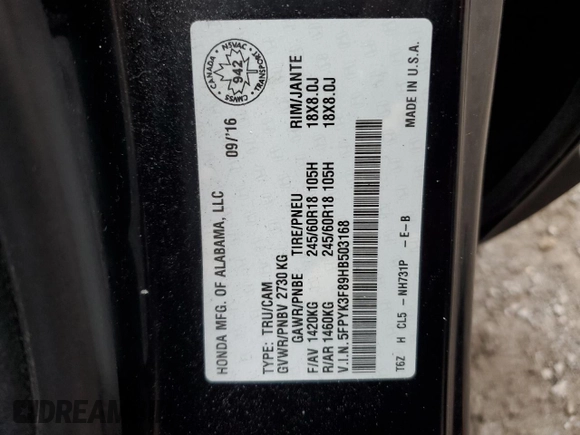 HONDA MFG. OF ALABAMA, LLC 09/'16
TYPE: TRU/CAM
GVWR/PNBV 2730 KG
GAWR/PNBE TIRE/PNEU RIM/JANTE
F/AV 1420KG 245/60R18 105H 18X8.0J
R/AR 1460KG 245/60R18 105H 18X8.0J
V.I.N. 5FPYK3F89HB503168
T6Z H CL5 - NH731P - E-B MADE IN U.S.A.
CANADA
NSVAC
942
CMVSS
TRANSPORT
DREAM